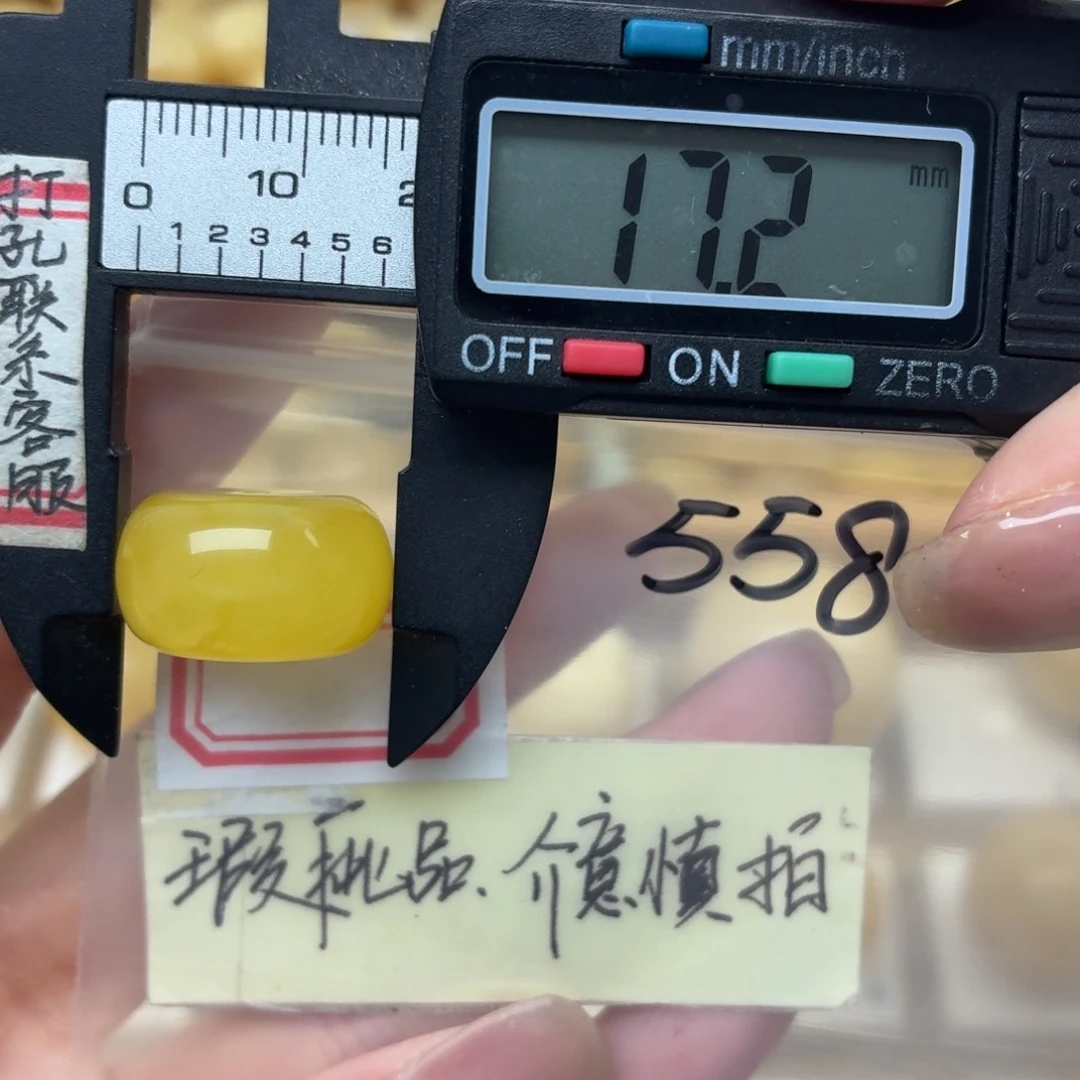 mm/inch
0 10 2
1 2 3 4 5 6
17.2 mm
OFF ON ZERO
打孔联系客服
558
瑕秕品.介意慎拍